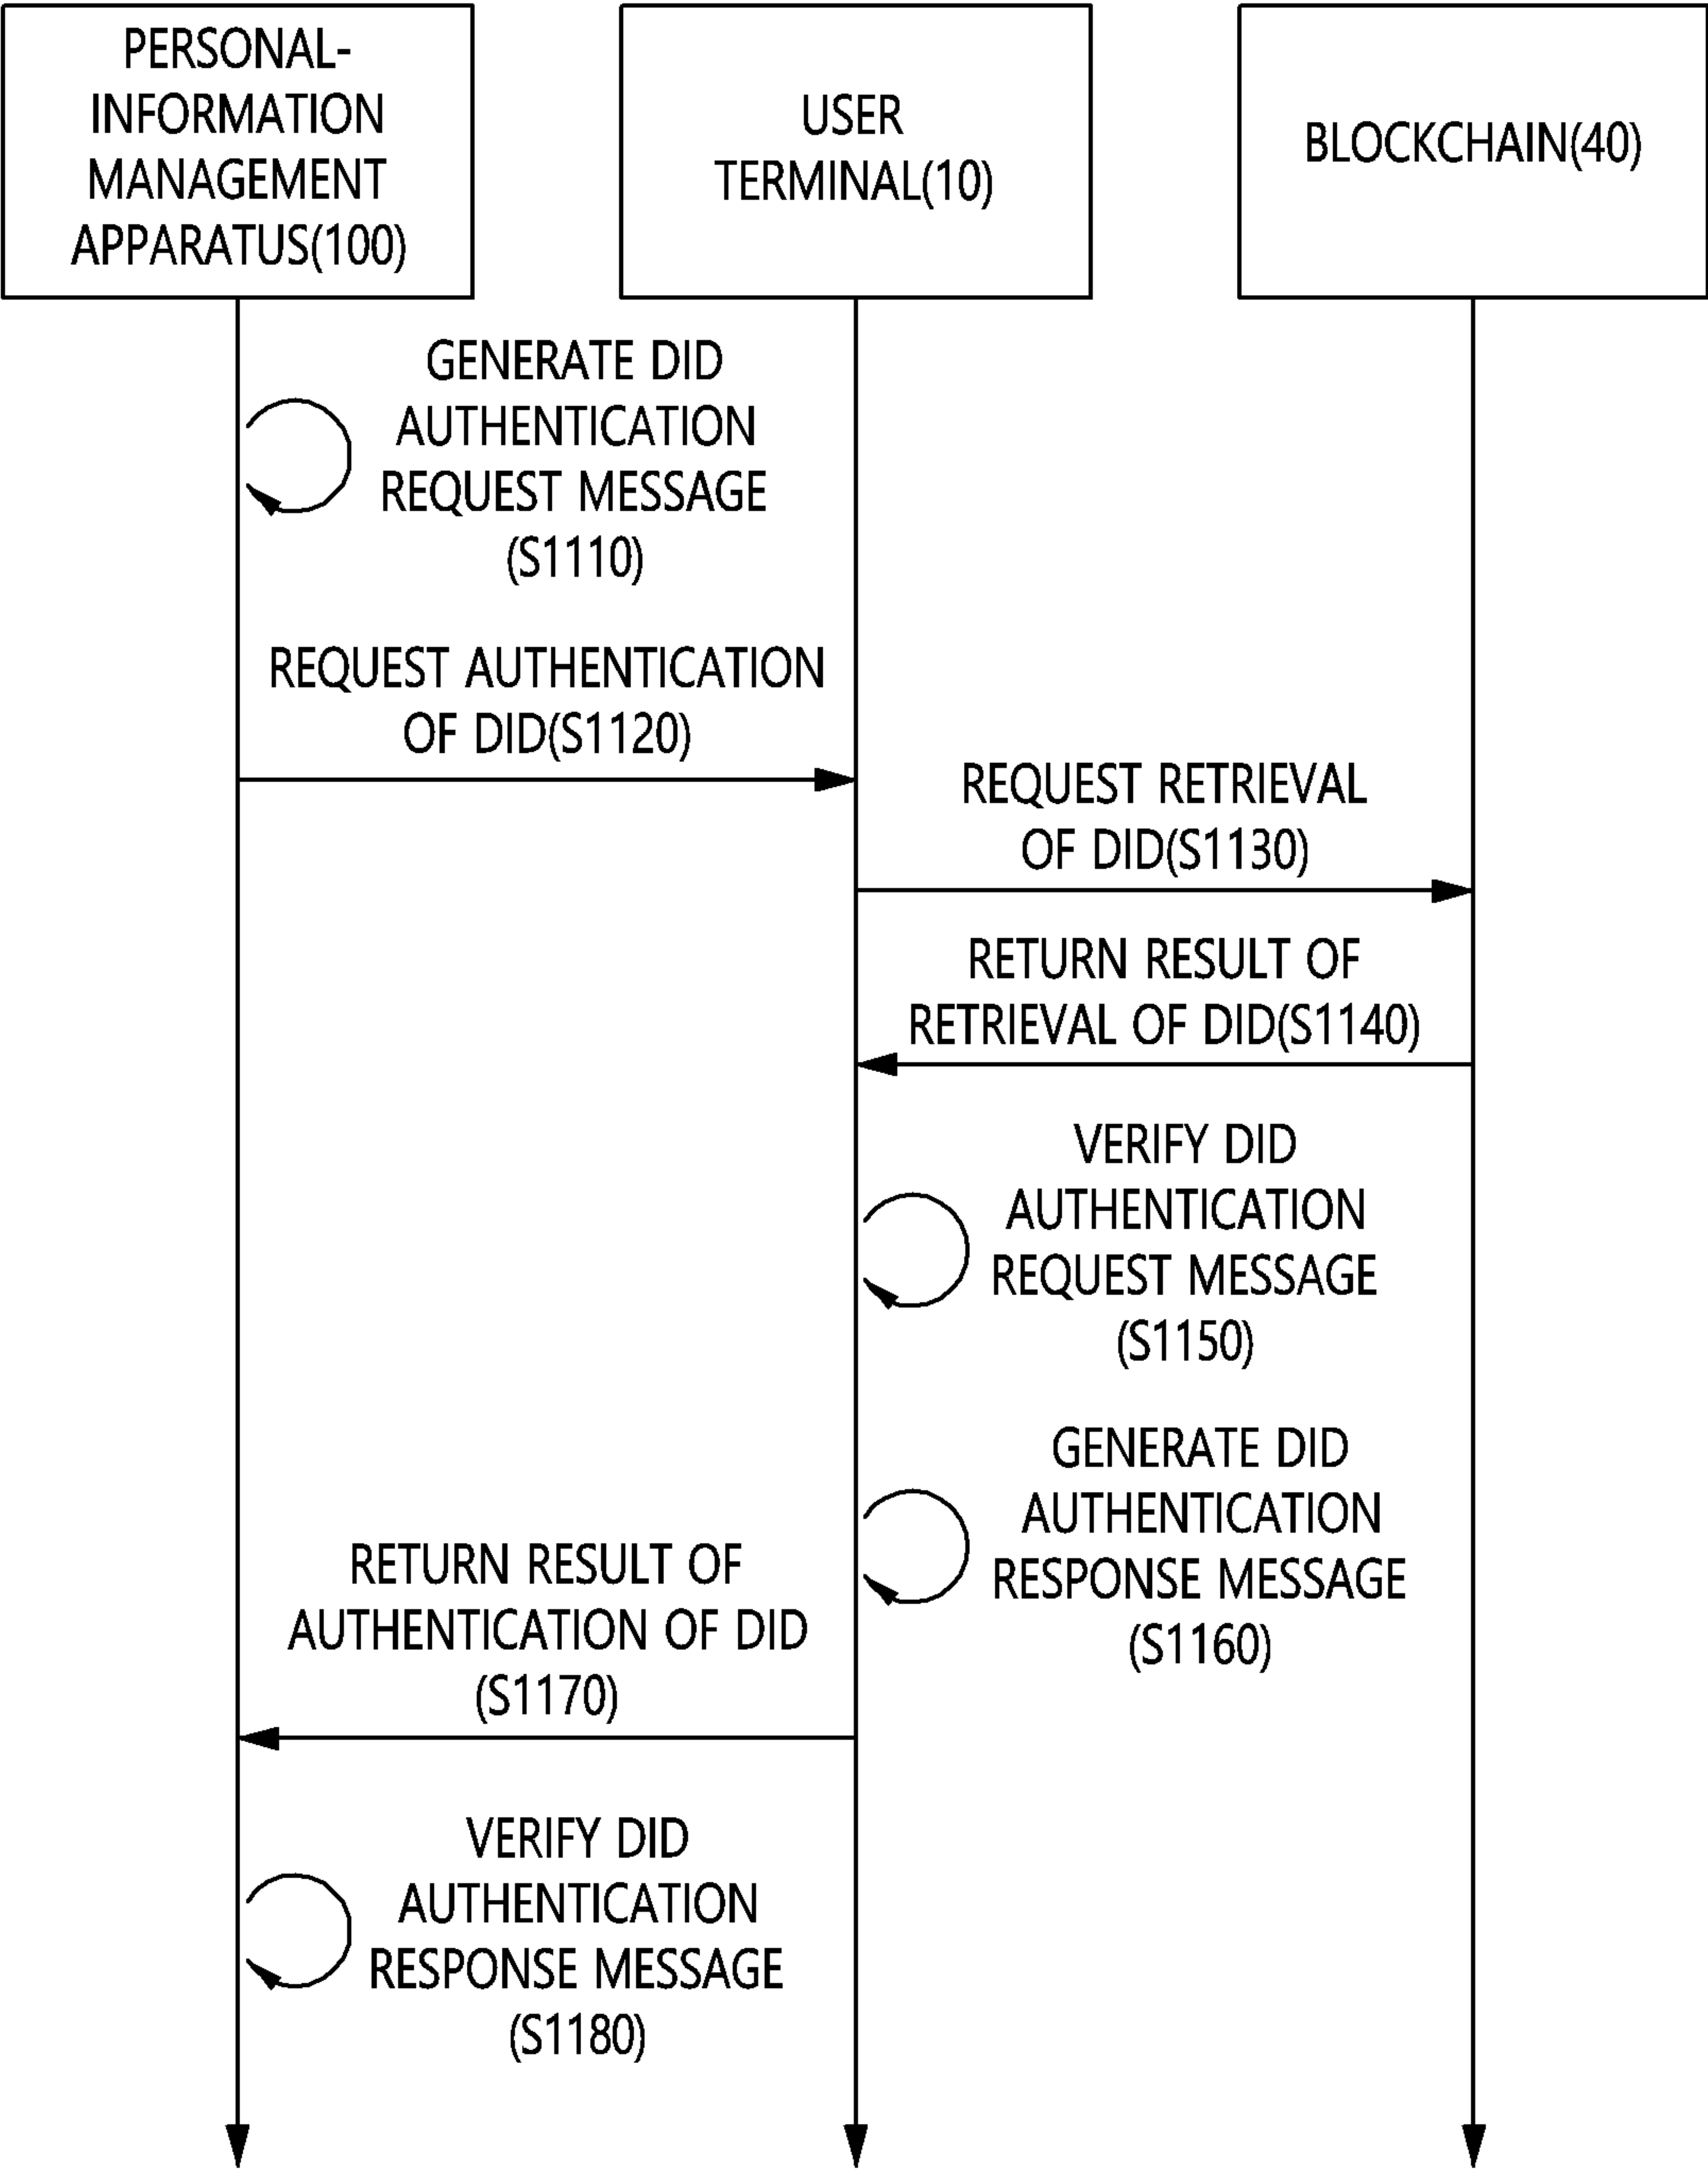 PERSONAL-
INFORMATION
MANAGEMENT
APPARATUS(100)
USER
TERMINAL(10)
BLOCKCHAIN(40)
GENERATE DID
AUTHENTICATION
REQUEST MESSAGE
(S1110)
REQUEST AUTHENTICATION
OF DID(S1120)
REQUEST RETRIEVAL
OF DID(S1130)
RETURN RESULT OF
RETRIEVAL OF DID(S1140)
VERIFY DID
AUTHENTICATION
REQUEST MESSAGE
(S1150)
GENERATE DID
AUTHENTICATION
RESPONSE MESSAGE
(S1160)
RETURN RESULT OF
AUTHENTICATION OF DID
(S1170)
VERIFY DID
AUTHENTICATION
RESPONSE MESSAGE
(S1180)